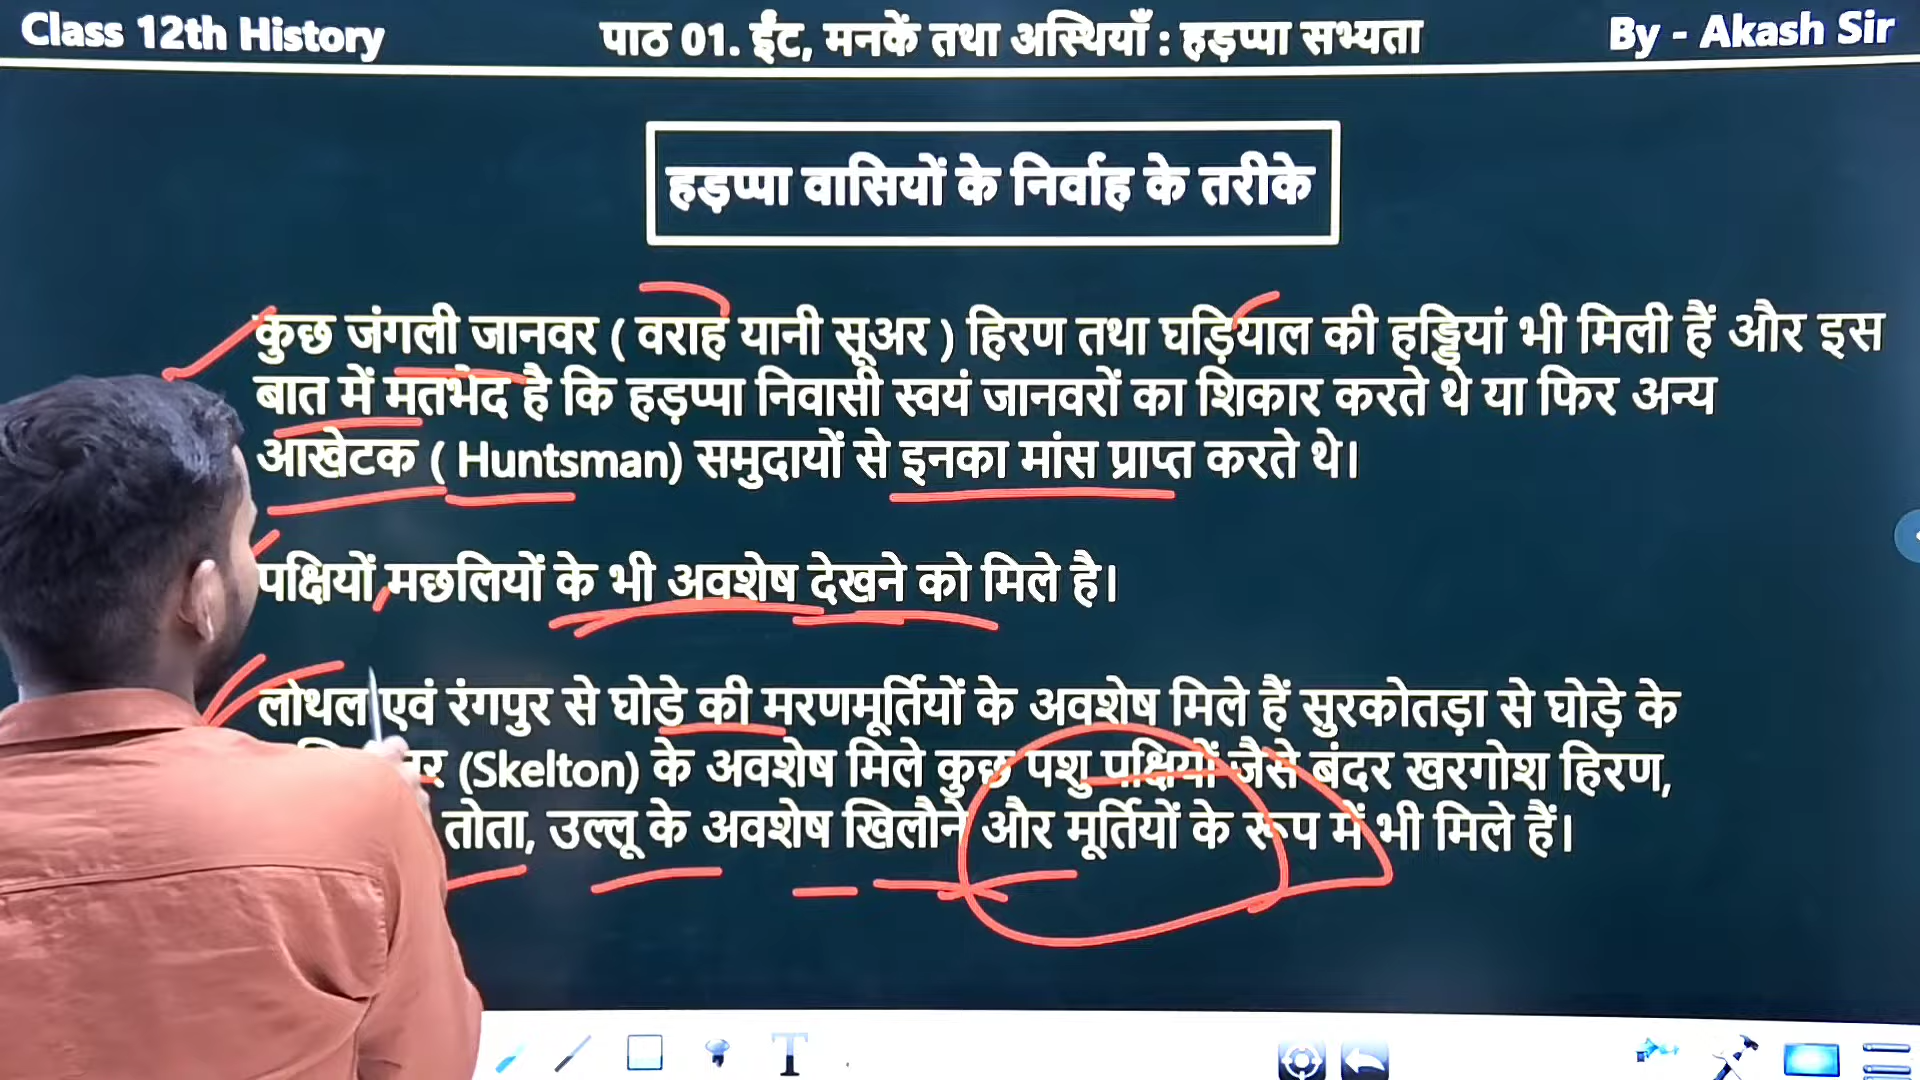 Class 12th History
पाठ 01. ईंट, मनकें तथा अस्थियाँ : हड़प्पा सभ्यता
By - Akash Sir
हड़प्पा वासियों के निर्वाह के तरीके
कुछ जंगली जानवर ( वराह यानी सूअर ) हिरण तथा घड़ियाल की हड्डियां भी मिली हैं और इस
बात में मतभेद है कि हड़प्पा निवासी स्वयं जानवरों का शिकार करते थे या फिर अन्य
आखेटक ( Huntsman) समुदायों से इनका मांस प्राप्त करते थे।
पक्षियों मछलियों के भी अवशेष देखने को मिले है।
लोथल एवं रंगपुर से घोडे की मरणमूर्तियों के अवशेष मिले हैं सुरकोतड़ा से घोड़े के
(Skelton) के अवशेष मिले कुछ पशु पक्षियों जैसे बंदर खरगोश हिरण,
तोता, उल्लू के अवशेष खिलौने और मूर्तियों के रूप में भी मिले हैं।
T